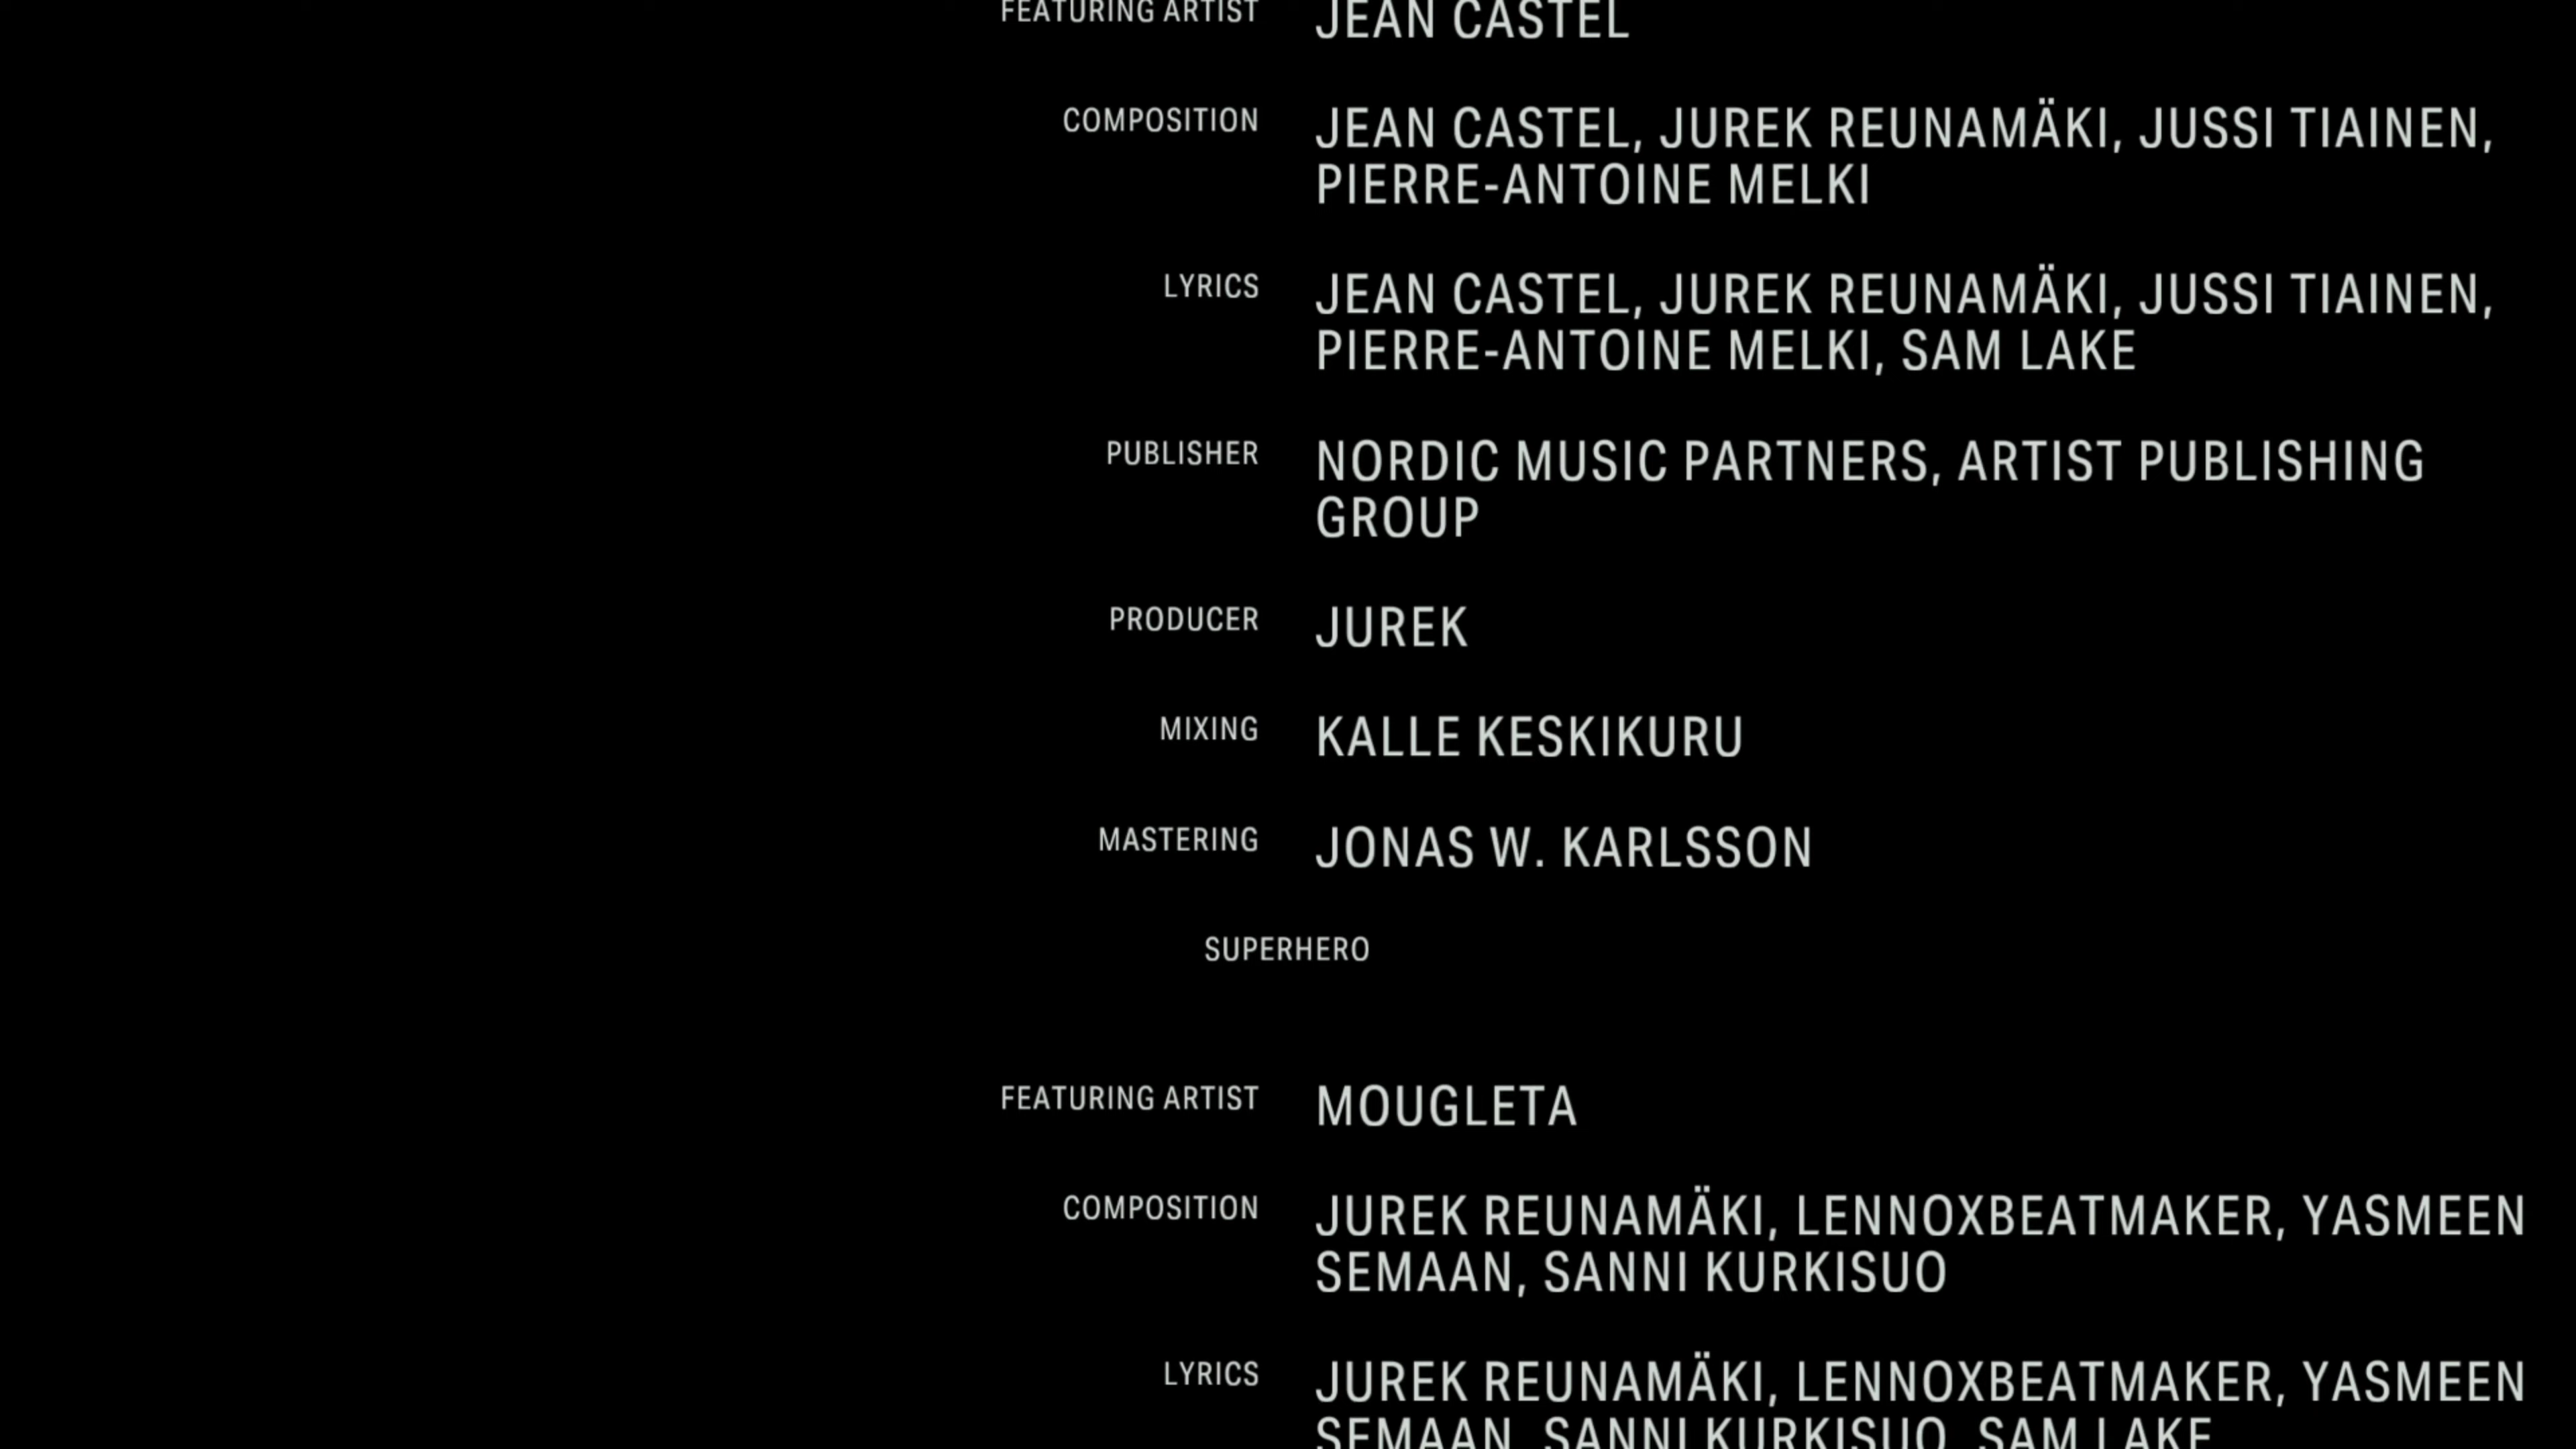 FEATURING ARTIST JEAN CASTEL
COMPOSITION JEAN CASTEL, JUREK REUNAMÄKI, JUSSI TIAINEN,
PIERRE-ANTOINE MELKI
LYRICS JEAN CASTEL, JUREK REUNAMÄKI, JUSSI TIAINEN,
PIERRE-ANTOINE MELKI, SAM LAKE
PUBLISHER NORDIC MUSIC PARTNERS, ARTIST PUBLISHING
GROUP
PRODUCER JUREK
MIXING KALLE KESKIKURU
MASTERING JONAS W. KARLSSON
SUPERHERO
FEATURING ARTIST MOUGLETA
COMPOSITION JUREK REUNAMÄKI, LENNOXBEATMAKER, YASMEEN
SEMAAN, SANNI KURKISUO
LYRICS JUREK REUNAMÄKI, LENNOXBEATMAKER, YASMEEN
SEMAAN, SANNI KURKISUO, SAM LAKE